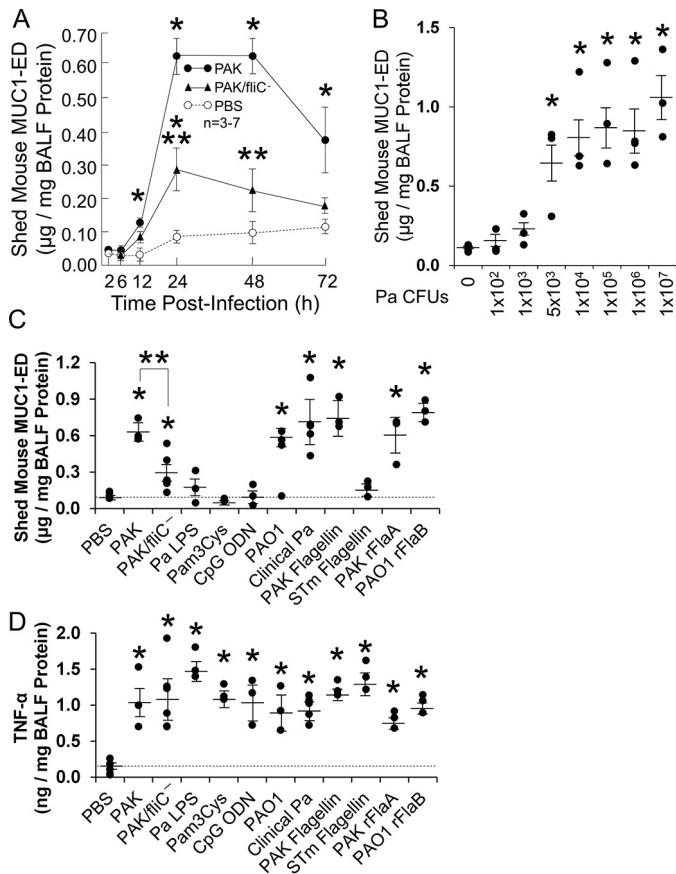 A
Shed Mouse MUC1-ED
(μg / mg BALF Protein)
0.70
0.60
0.50
0.40
0.30
0.20
0.10
0.00
*
*
*
*
*
**
**
PAK
PAK/fliC-
PBS
n=3-7
2 6 12 24 48 72
Time Post-Infection (h)
B
Shed Mouse MUC1-ED
(μg / mg BALF Protein)
1.5
1.0
0.5
0.0
* * * * *
Pa CFUs
0
1x10²
1x10³
5x10³
1x10⁴
1x10⁵
1x10⁶
1x10⁷
C
Shed Mouse MUC1-ED
(μg / mg BALF Protein)
1.2
0.9
0.6
0.3
0.0
**
* * * * * * *
PBS
PAK
PAK/fliC⁻
Pa LPS
Pam3Cys
CpG ODN
PAO1
Clinical Pa
PAK Flagellin
STm Flagellin
PAK rFlaA
PAO1 rFlaB
D
TNF-α
(ng / mg BALF Protein)
2.0
1.5
1.0
0.5
0.0
* * * * * * * * * * *
PBS
PAK
PAK/fliC⁻
Pa LPS
Pam3Cys
CpG ODN
PAO1
Clinical Pa
PAK Flagellin
STm Flagellin
PAK rFlaA
PAO1 rFlaB